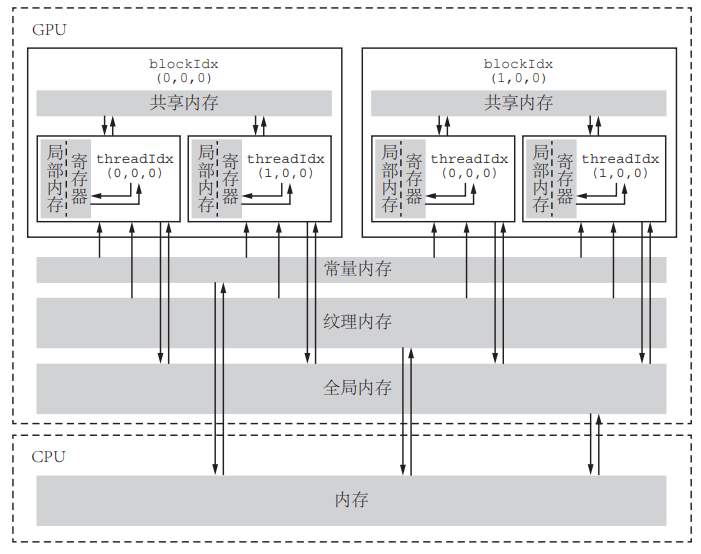 GPU
blockIdx
(0,0,0)
共享内存
局部内存
寄存器
threadIdx
(0,0,0)
局部内存
寄存器
threadIdx
(1,0,0)
blockIdx
(1,0,0)
共享内存
局部内存
寄存器
threadIdx
(0,0,0)
局部内存
寄存器
threadIdx
(1,0,0)
常量内存
纹理内存
全局内存
CPU
内存